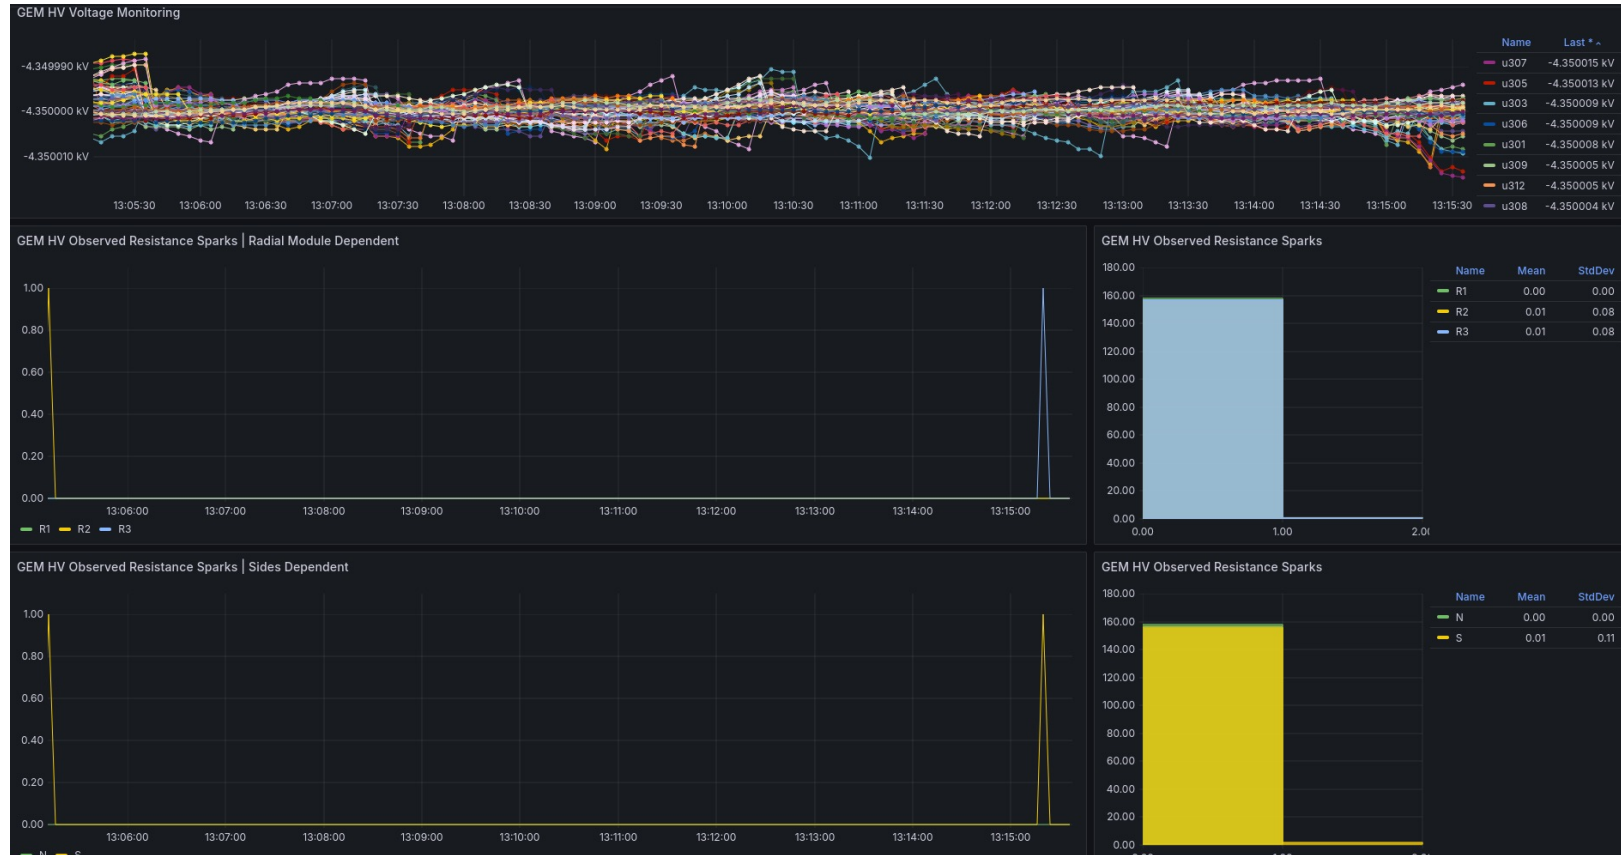 GEM HV Voltage Monitoring
Name Last *
-4.349990 kV
-4.350000 kV
-4.350010 kV
u307 -4.350015 kV
u305 -4.350013 kV
u303 -4.350009 kV
u306 -4.350009 kV
u301 -4.350008 kV
u309 -4.350005 kV
u312 -4.350005 kV
u308 -4.350004 kV
13:05:30 13:06:00 13:06:30 13:07:00 13:07:30 13:08:00 13:08:30 13:09:00 13:09:30 13:10:00 13:10:30 13:11:00 13:11:30 13:12:00 13:12:30 13:13:00 13:13:30 13:14:00 13:14:30 13:15:00 13:15:30
GEM HV Observed Resistance Sparks | Radial Module Dependent
1.00
0.80
0.60
0.40
0.20
0.00
13:06:00 13:07:00 13:08:00 13:09:00 13:10:00 13:11:00 13:12:00 13:13:00 13:14:00 13:15:00
R1 R2 R3
GEM HV Observed Resistance Sparks
180.00
160.00
140.00
120.00
100.00
80.00
60.00
40.00
20.00
0.00
0.00 1.00
Name Mean StdDev
R1 0.00 0.00
R2 0.01 0.08
R3 0.01 0.08
GEM HV Observed Resistance Sparks | Sides Dependent
1.00
0.80
0.60
0.40
0.20
0.00
13:06:00 13:07:00 13:08:00 13:09:00 13:10:00 13:11:00 13:12:00 13:13:00 13:14:00 13:15:00
N S
GEM HV Observed Resistance Sparks
180.00
160.00
140.00
120.00
100.00
80.00
60.00
40.00
20.00
0.00
Name Mean StdDev
N 0.00 0.00
S 0.01 0.11